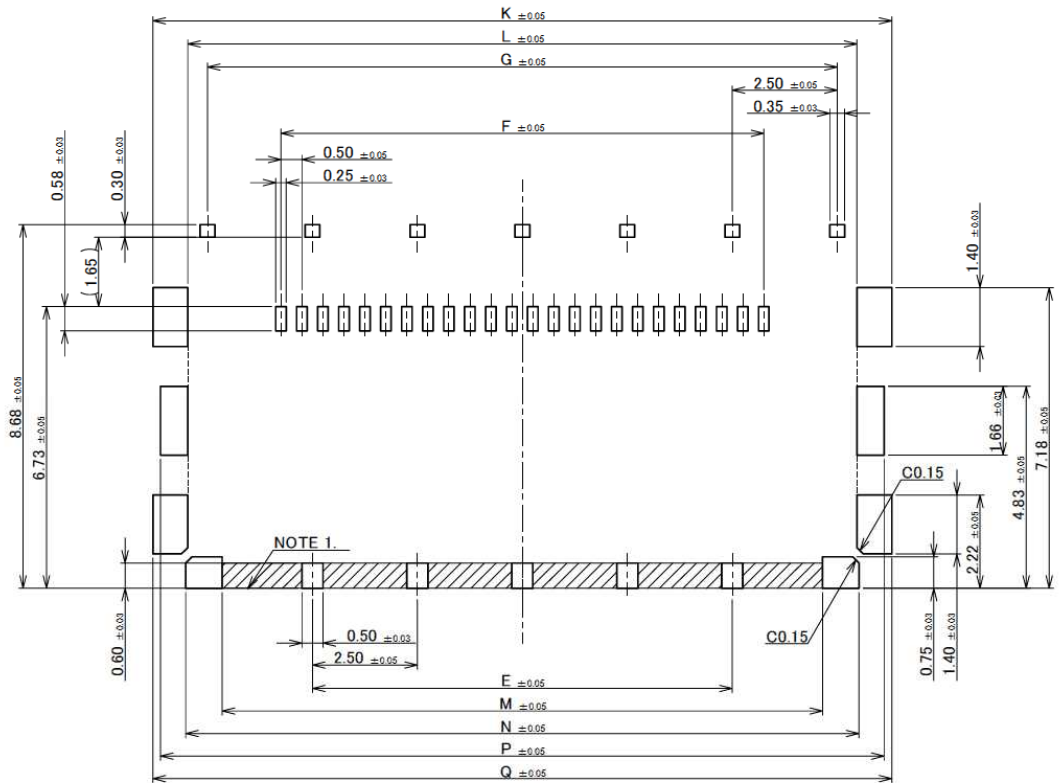 K ±0.05
L ±0.05
G ±0.05
2.50 ±0.05
0.35 ±0.03
F ±0.05
0.50 ±0.05
0.25 ±0.03
0.58 ±0.03
0.30 ±0.03
(1.65)
1.40 ±0.03
8.68 ±0.05
6.73 ±0.05
1.66 ±0.03
4.83 ±0.05
7.18 ±0.05
C0.15
2.22 ±0.05
NOTE 1.
0.60 ±0.03
0.50 ±0.03
2.50 ±0.05
C0.15
0.75 ±0.03
1.40 ±0.03
E ±0.05
M ±0.05
N ±0.05
P ±0.05
Q ±0.05